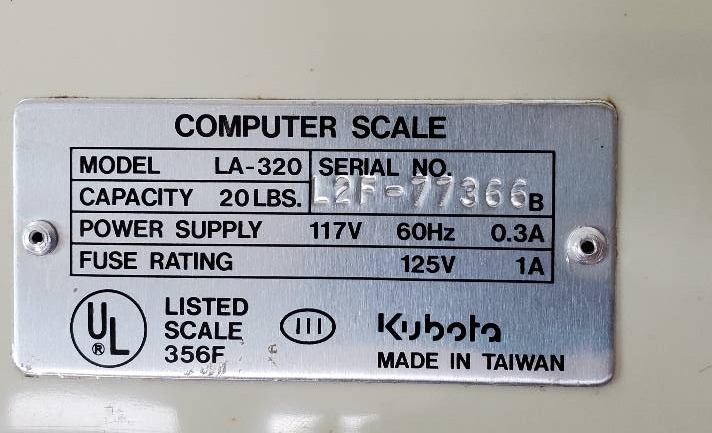 COMPUTER SCALE
MODEL LA-320 SERIAL NO.
CAPACITY 20LBS. L2F-77366B
POWER SUPPLY 117V 60Hz 0.3A
FUSE RATING 125V 1A
UL ® LISTED
SCALE
356F
III
Kubota
MADE IN TAIWAN